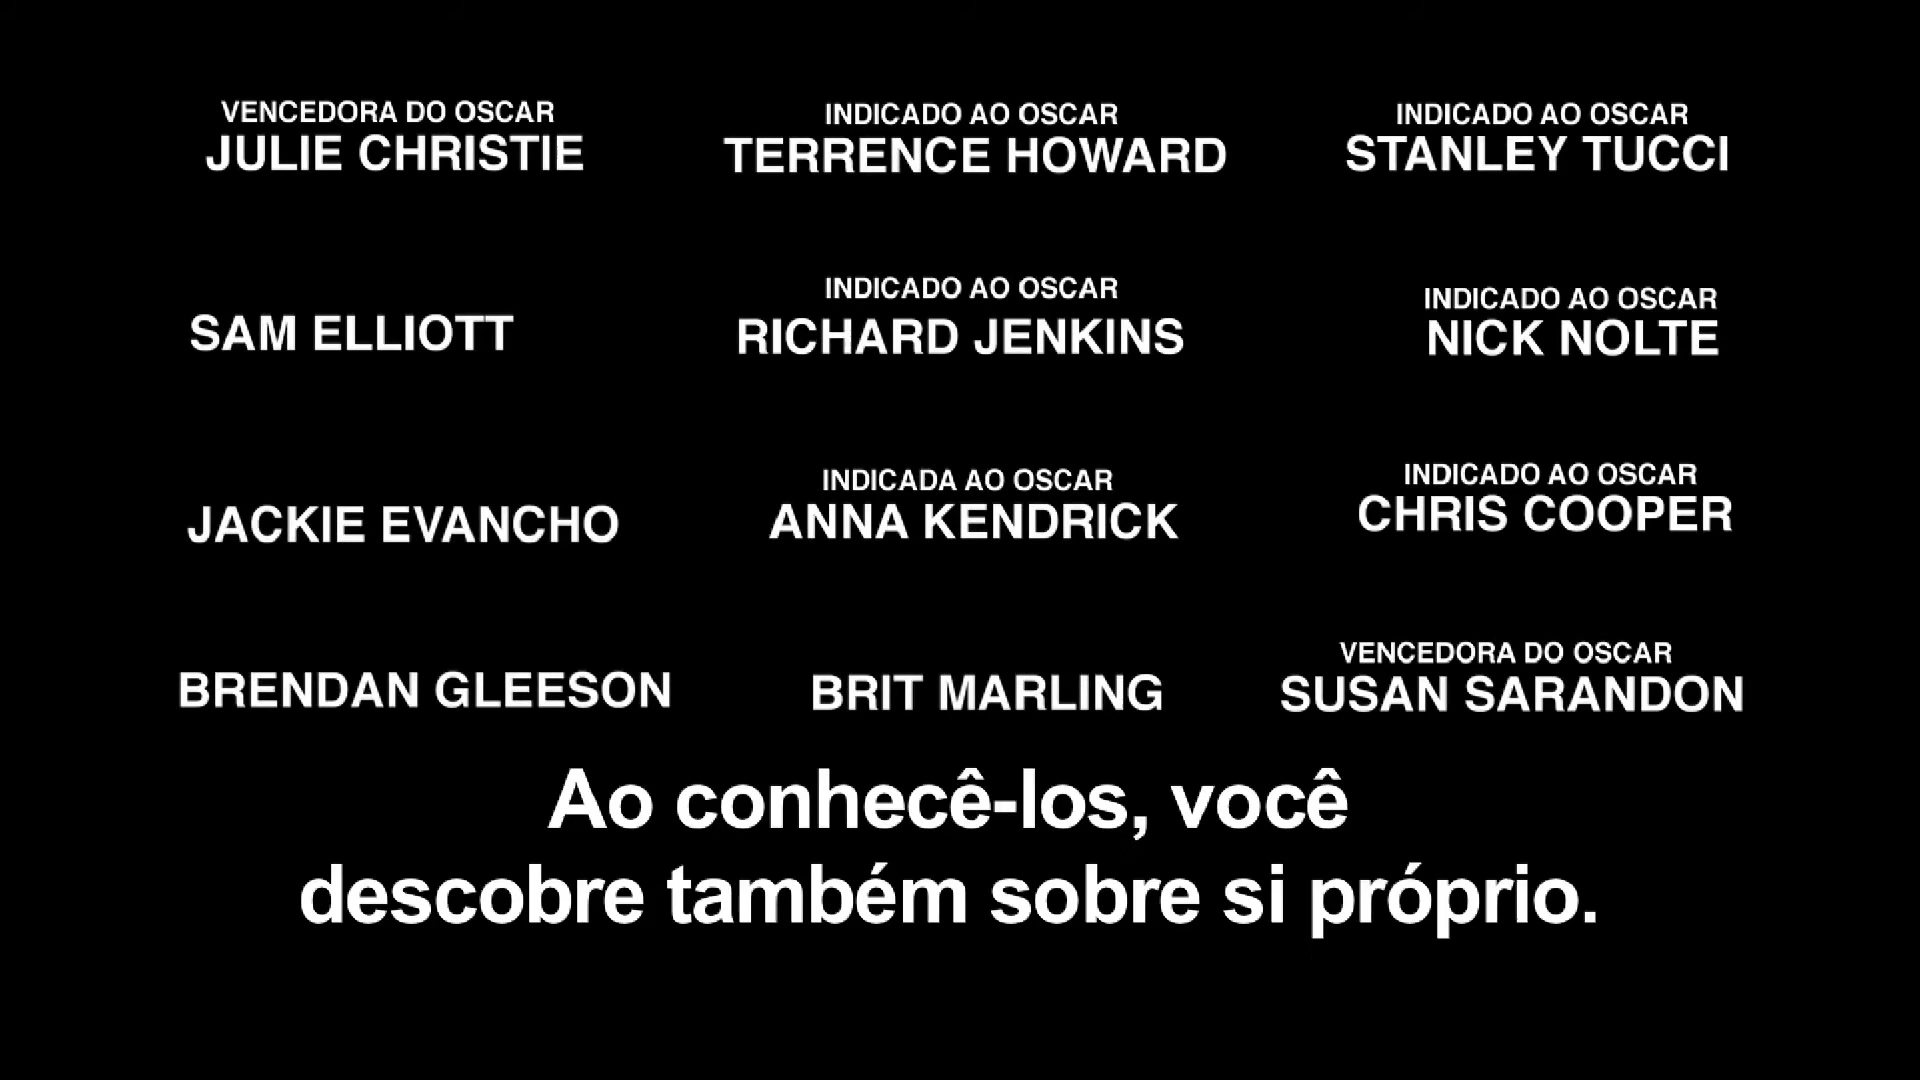 VENCEDORA DO OSCAR
JULIE CHRISTIE
INDICADO AO OSCAR
TERRENCE HOWARD
INDICADO AO OSCAR
STANLEY TUCCI
SAM ELLIOTT
INDICADO AO OSCAR
RICHARD JENKINS
INDICADO AO OSCAR
NICK NOLTE
JACKIE EVANCHO
INDICADA AO OSCAR
ANNA KENDRICK
INDICADO AO OSCAR
CHRIS COOPER
BRENDAN GLEESON
BRIT MARLING
VENCEDORA DO OSCAR
SUSAN SARANDON
Ao conhecê-los, você
descobre também sobre si próprio.